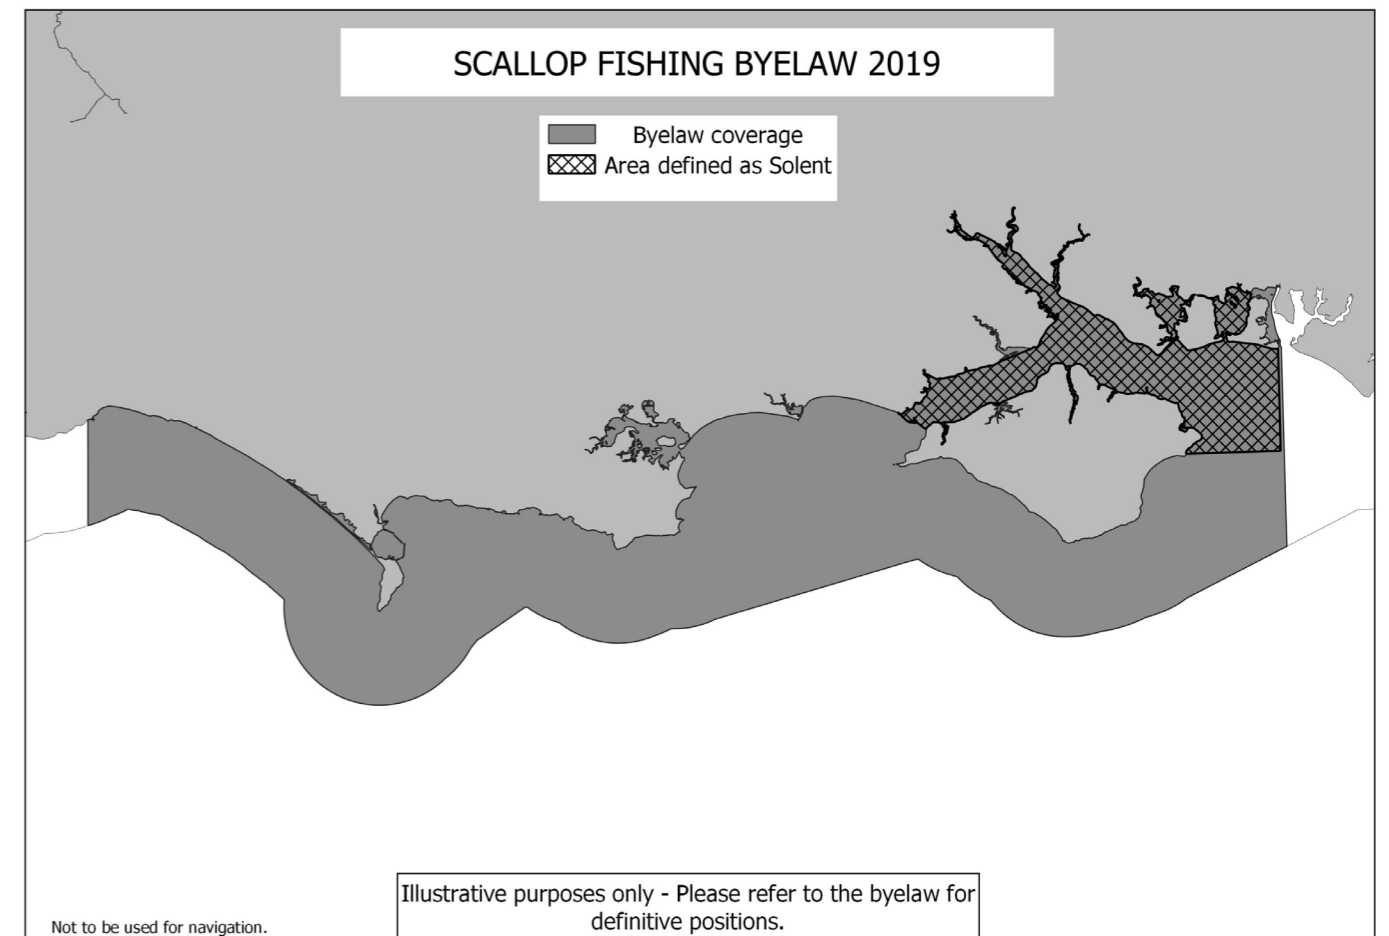 SCALLOP FISHING BYELAW 2019
Byelaw coverage
Area defined as Solent
Illustrative purposes only - Please refer to the byelaw for
definitive positions.
Not to be used for navigation.